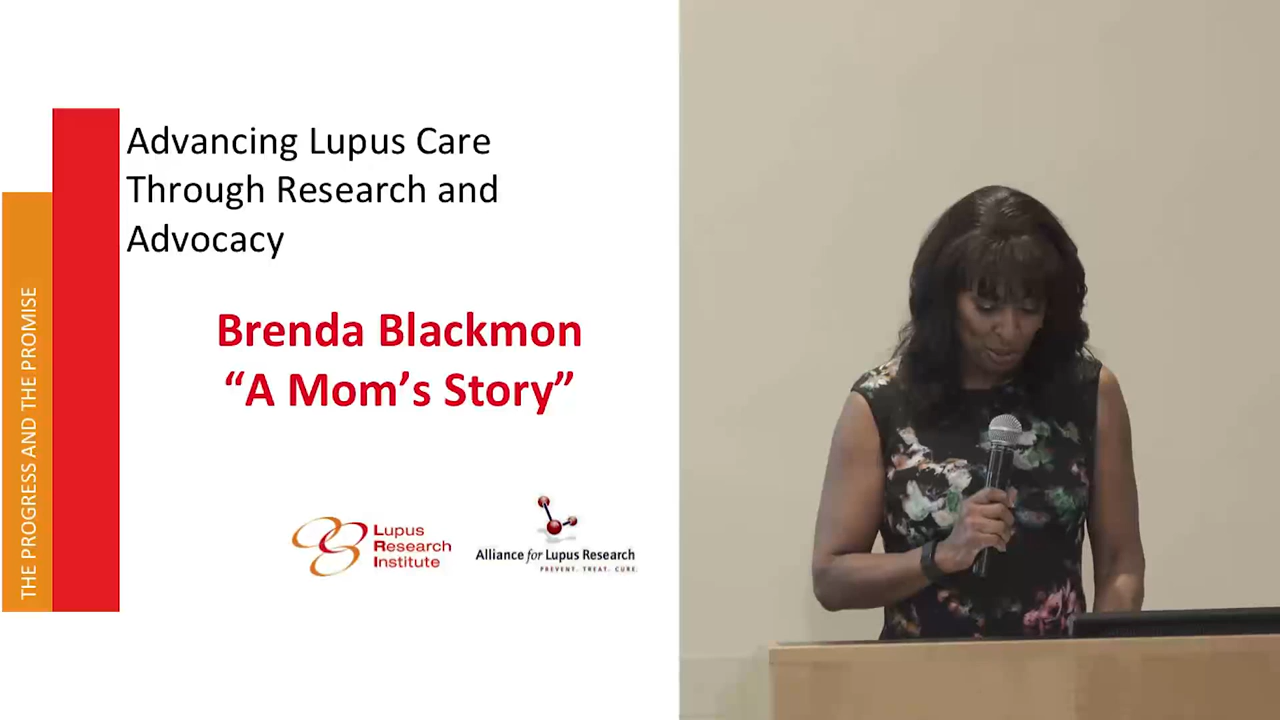 Advancing Lupus Care
Through Research and
Advocacy
Brenda Blackmon
“A Mom’s Story”
THE PROGRESS AND THE PROMISE
Lupus
Research
Institute
Alliance for Lupus Research
PREVENT. TREAT. CURE.